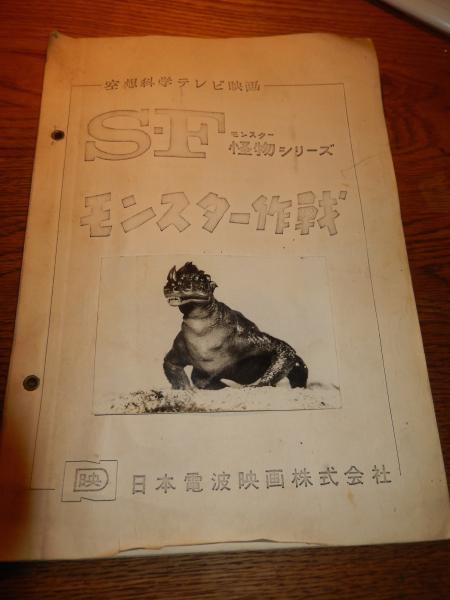 空想科学テレビ映画
S・F 怪物シリーズ
モンスター
モンスター作戦
映 日本電波映画株式会社